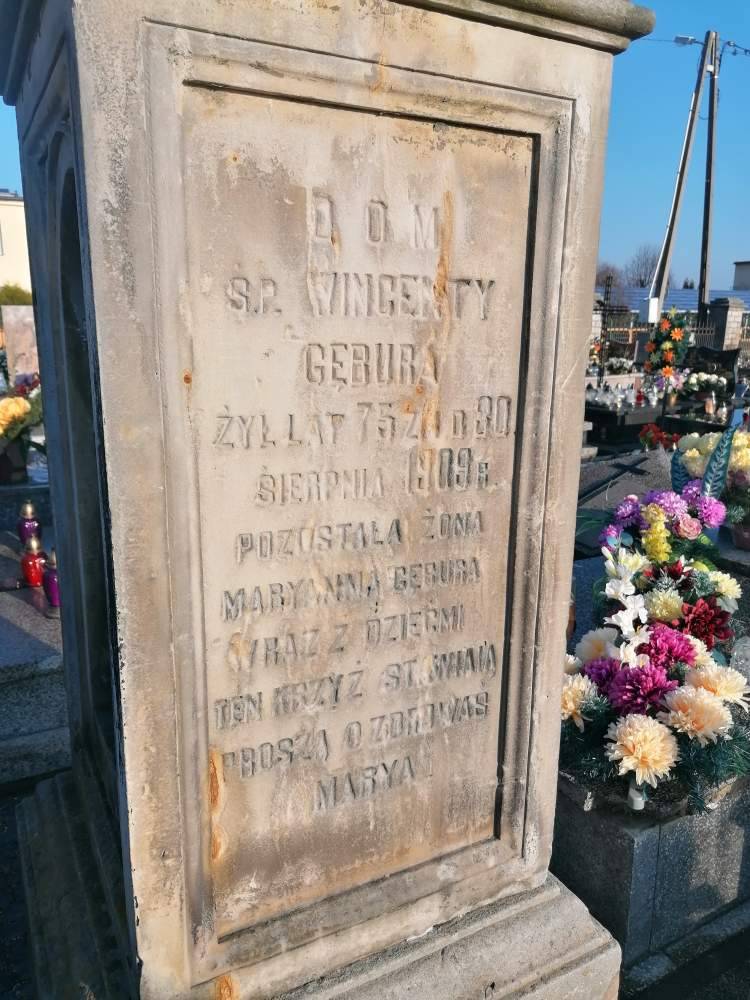 D O M
Ś.P. WINCENTY
GĘBURA
ŻYŁ LAT 75 ZM D 30
SIERPNIA 1909 R.
POZOSTAŁA ŻONA
MARYANNA GĘBURA
WRAZ Z DZIEĆMI
TEN KRZYŻ STAWIAJĄ
PROSZĄ O ZDROWAŚ
MARYA!